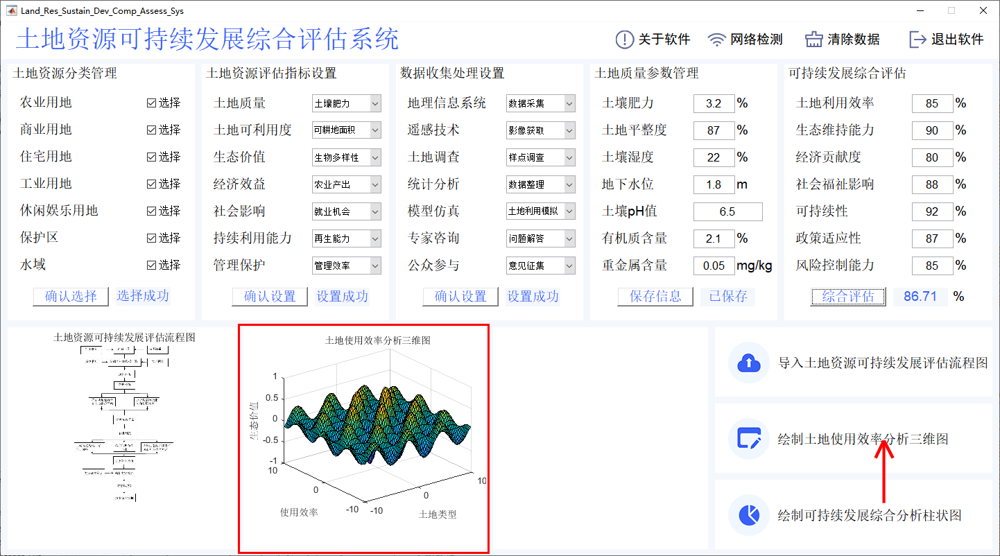 Land_Res_Sustain_Dev_Comp_Assess_Sys
土地资源可持续发展综合评估系统
关于软件
网络检测
清除数据
退出软件
土地资源分类管理
农业用地 选择
商业用地 选择
住宅用地 选择
工业用地 选择
休闲娱乐用地 选择
保护区 选择
水域 选择
确认选择 选择成功
土地资源评估指标设置
土地质量 土壤肥力
土地可利用度 可耕地面积
生态价值 生物多样性
经济效益 农业产出
社会影响 就业机会
持续利用能力 再生能力
管理保护 管理效率
确认设置 设置成功
数据收集处理设置
地理信息系统 数据采集
遥感技术 影像获取
土地调查 样点调查
统计分析 数据整理
模型仿真 土地利用模拟
专家咨询 问题解答
公众参与 意见征集
确认设置 设置成功
土地质量参数管理
土壤肥力 3.2 %
土地平整度 87 %
土壤湿度 22 %
地下水位 1.8 m
土壤pH值 6.5
有机质含量 2.1 %
重金属含量 0.05 mg/kg
保存信息 已保存
可持续发展综合评估
土地利用效率 85 %
生态维持能力 90 %
经济贡献度 80 %
社会福祉影响 88 %
可持续性 92 %
政策适应性 87 %
风险控制能力 85 %
综合评估 86.71 %
土地资源可持续发展评估流程图
土地使用效率分析三维图
生态价值
1
0.5
0
-0.5
-1
10
0
-10
使用效率
-10
0
10
土地类型
导入土地资源可持续发展评估流程图
绘制土地使用效率分析三维图
绘制可持续发展综合分析柱状图